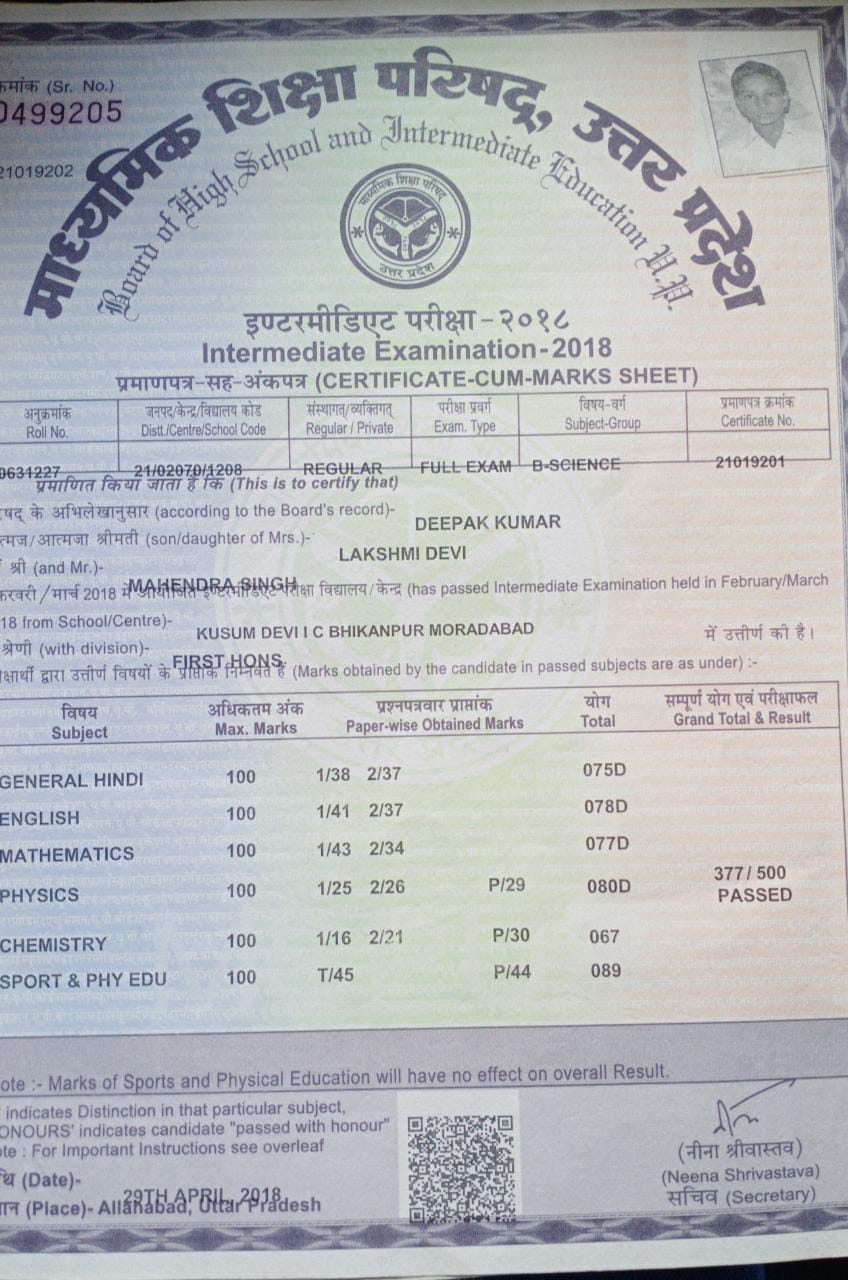 क्रमांक (Sr. No.)
0499205
21019202
माध्यमिक शिक्षा परिषद्, उत्तर प्रदेश
Board of High School and Intermediate Education U.P.
माध्यमिक शिक्षा परिषद्
उत्तर प्रदेश
इण्टरमीडिएट परीक्षा-२०१८
Intermediate Examination-2018
प्रमाणपत्र-सह-अंकपत्र (CERTIFICATE-CUM-MARKS SHEET)
अनुक्रमांक जनपद/केन्द्र/विद्यालय कोड संस्थागत्/व्यक्तिगत् परीक्षा प्रवर्ग विषय-वर्ग प्रमाणपत्र क्रमांक
Roll No. Distt./Centre/School Code Regular / Private Exam. Type Subject-Group Certificate No.
0631227 21/02070/1208 REGULAR FULL EXAM B-SCIENCE 21019201
प्रमाणित किया जाता है कि (This is to certify that)
के अभिलेखानुसार (according to the Board's record)- DEEPAK KUMAR
/आत्मजा श्रीमती (son/daughter of Mrs.)- LAKSHMI DEVI
श्री (and Mr.)- MAHENDRA SINGH
/मार्च 2018 में आयोजित इण्टरमीडिएट परीक्षा विद्यालय/केन्द्र (has passed Intermediate Examination held in February/March
18 from School/Centre)- KUSUM DEVI I C BHIKANPUR MORADABAD में उत्तीर्ण की है।
श्रेणी (with division)- FIRST HONS
द्वारा उत्तीर्ण विषयों के प्राप्तांक निम्नवत हैं (Marks obtained by the candidate in passed subjects are as under) :-
विषय अधिकतम अंक प्रश्नपत्रवार प्राप्तांक योग सम्पूर्ण योग एवं परीक्षाफल
Subject Max. Marks Paper-wise Obtained Marks Total Grand Total & Result
GENERAL HINDI 100 1/38 2/37 075D
ENGLISH 100 1/41 2/37 078D
MATHEMATICS 100 1/43 2/34 077D
377/500
PHYSICS 100 1/25 2/26 P/29 080D PASSED
CHEMISTRY 100 1/16 2/21 P/30 067
SPORT & PHY EDU 100 T/45 P/44 089
ote :- Marks of Sports and Physical Education will have no effect on overall Result.
' indicates Distinction in that particular subject,
ONOURS' indicates candidate "passed with honour"
ote : For Important Instructions see overleaf
(Date)- 29TH APRIL, 2018
(Place)- Allahabad, Uttar Pradesh
(नीना श्रीवास्तव)
(Neena Shrivastava)
सचिव (Secretary)